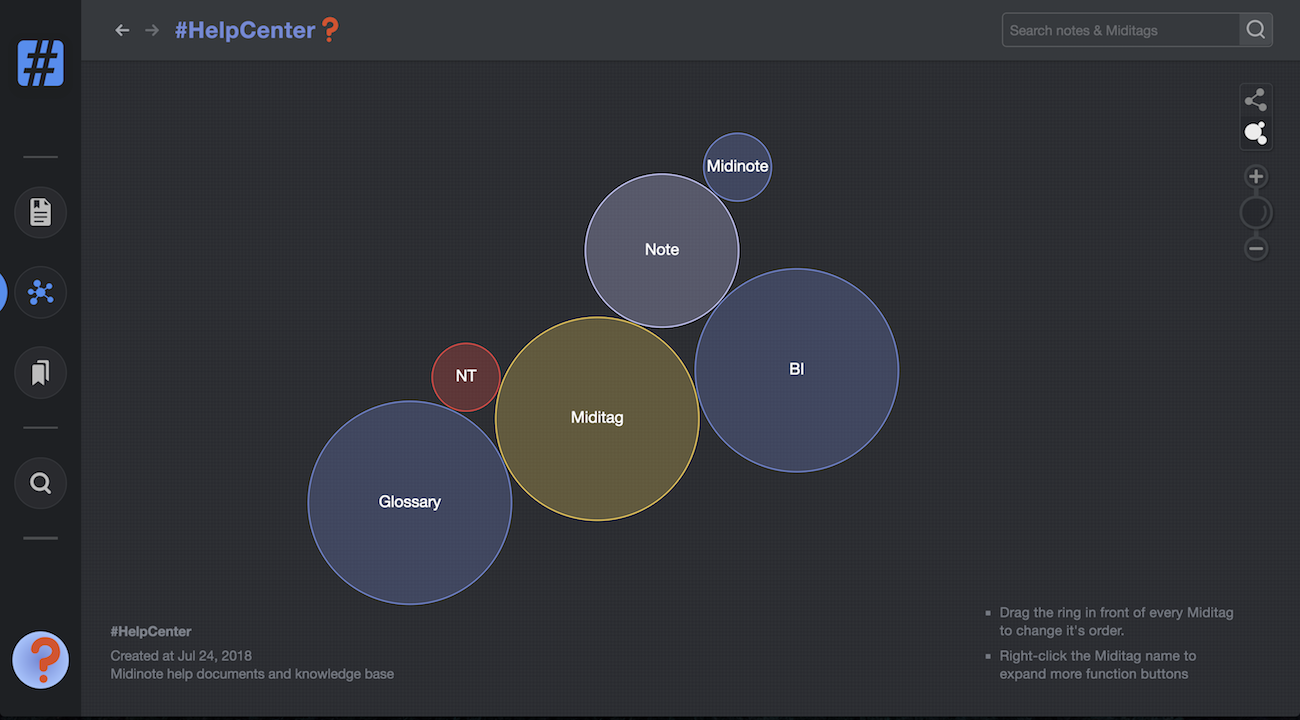 #HelpCenter❓
Search notes & Miditags
#
Midinote
Note
BI
NT
Miditag
Glossary
#HelpCenter
Created at Jul 24, 2018
Midinote help documents and knowledge base
Drag the ring in front of every Miditag
to change it's order.
Right-click the Miditag name to
expand more function buttons
?